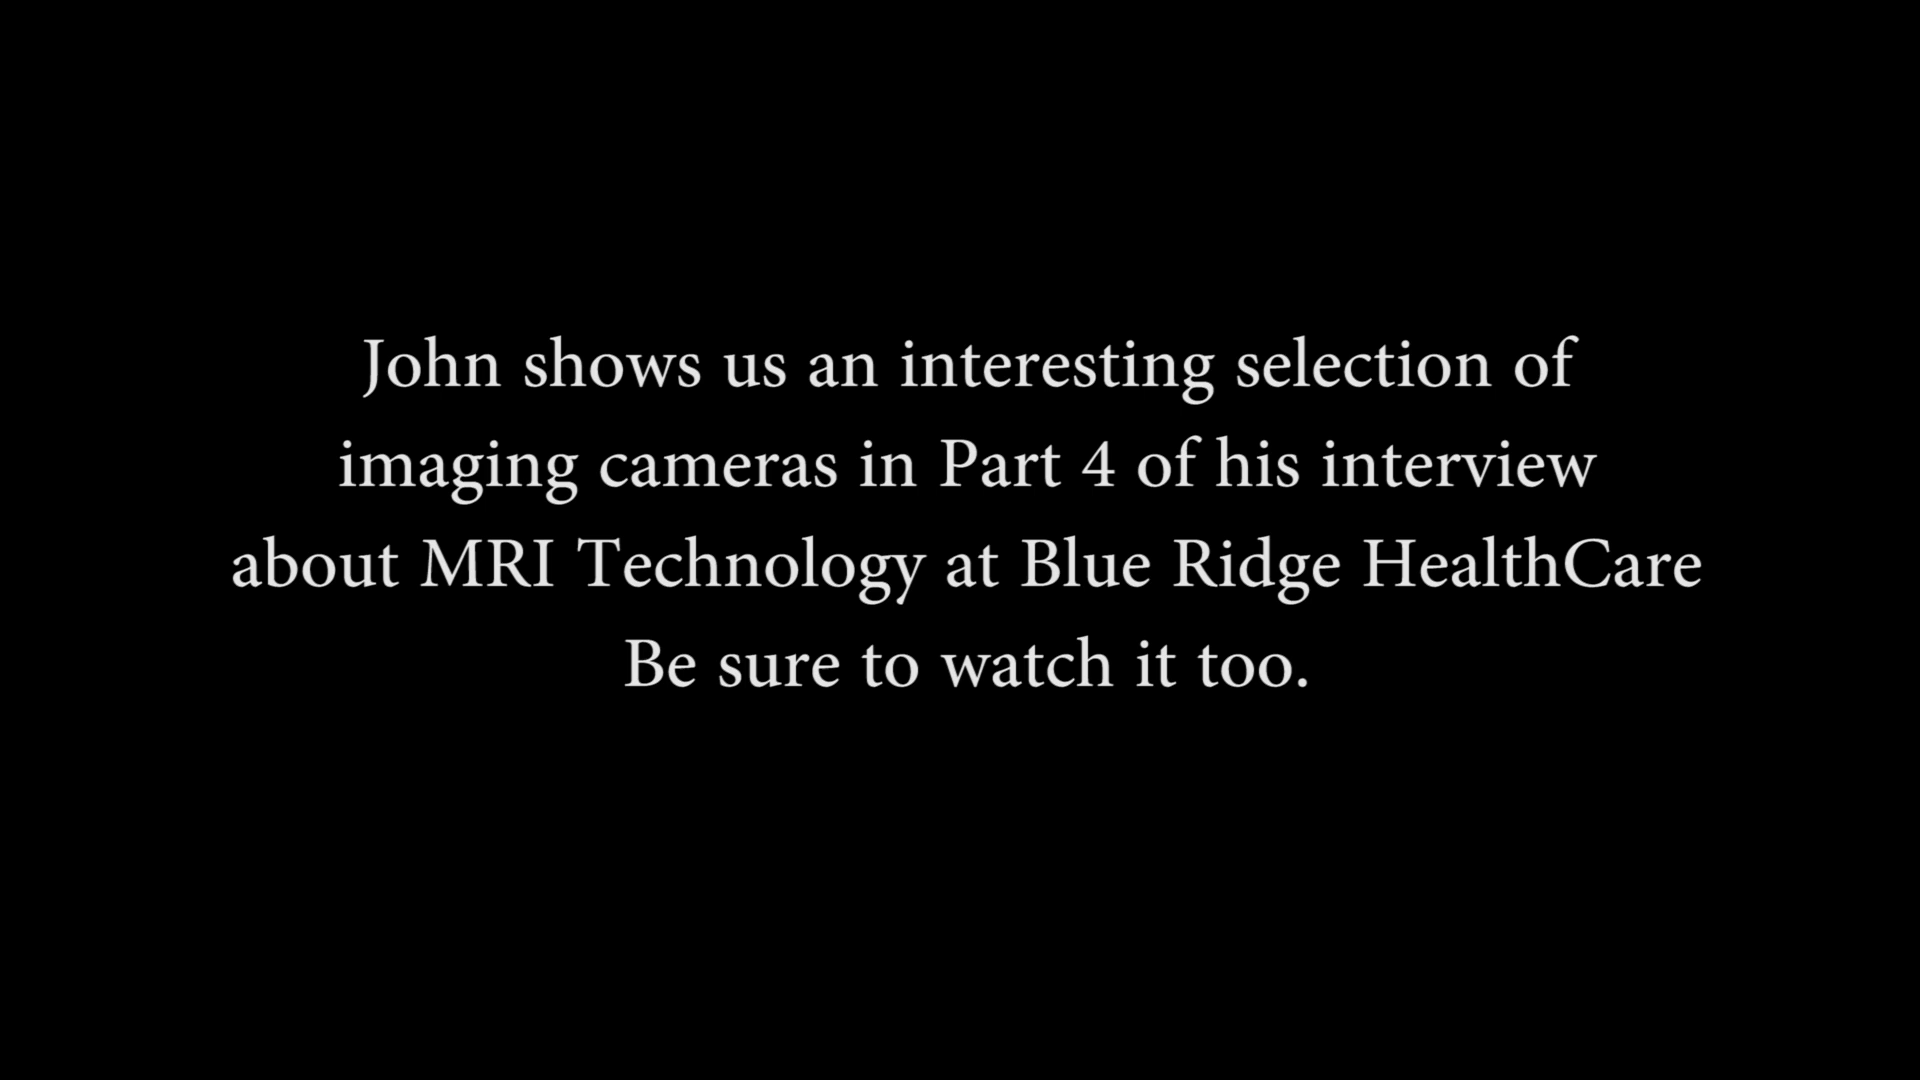 John shows us an interesting selection of
imaging cameras in Part 4 of his interview
about MRI Technology at Blue Ridge HealthCare
Be sure to watch it too.